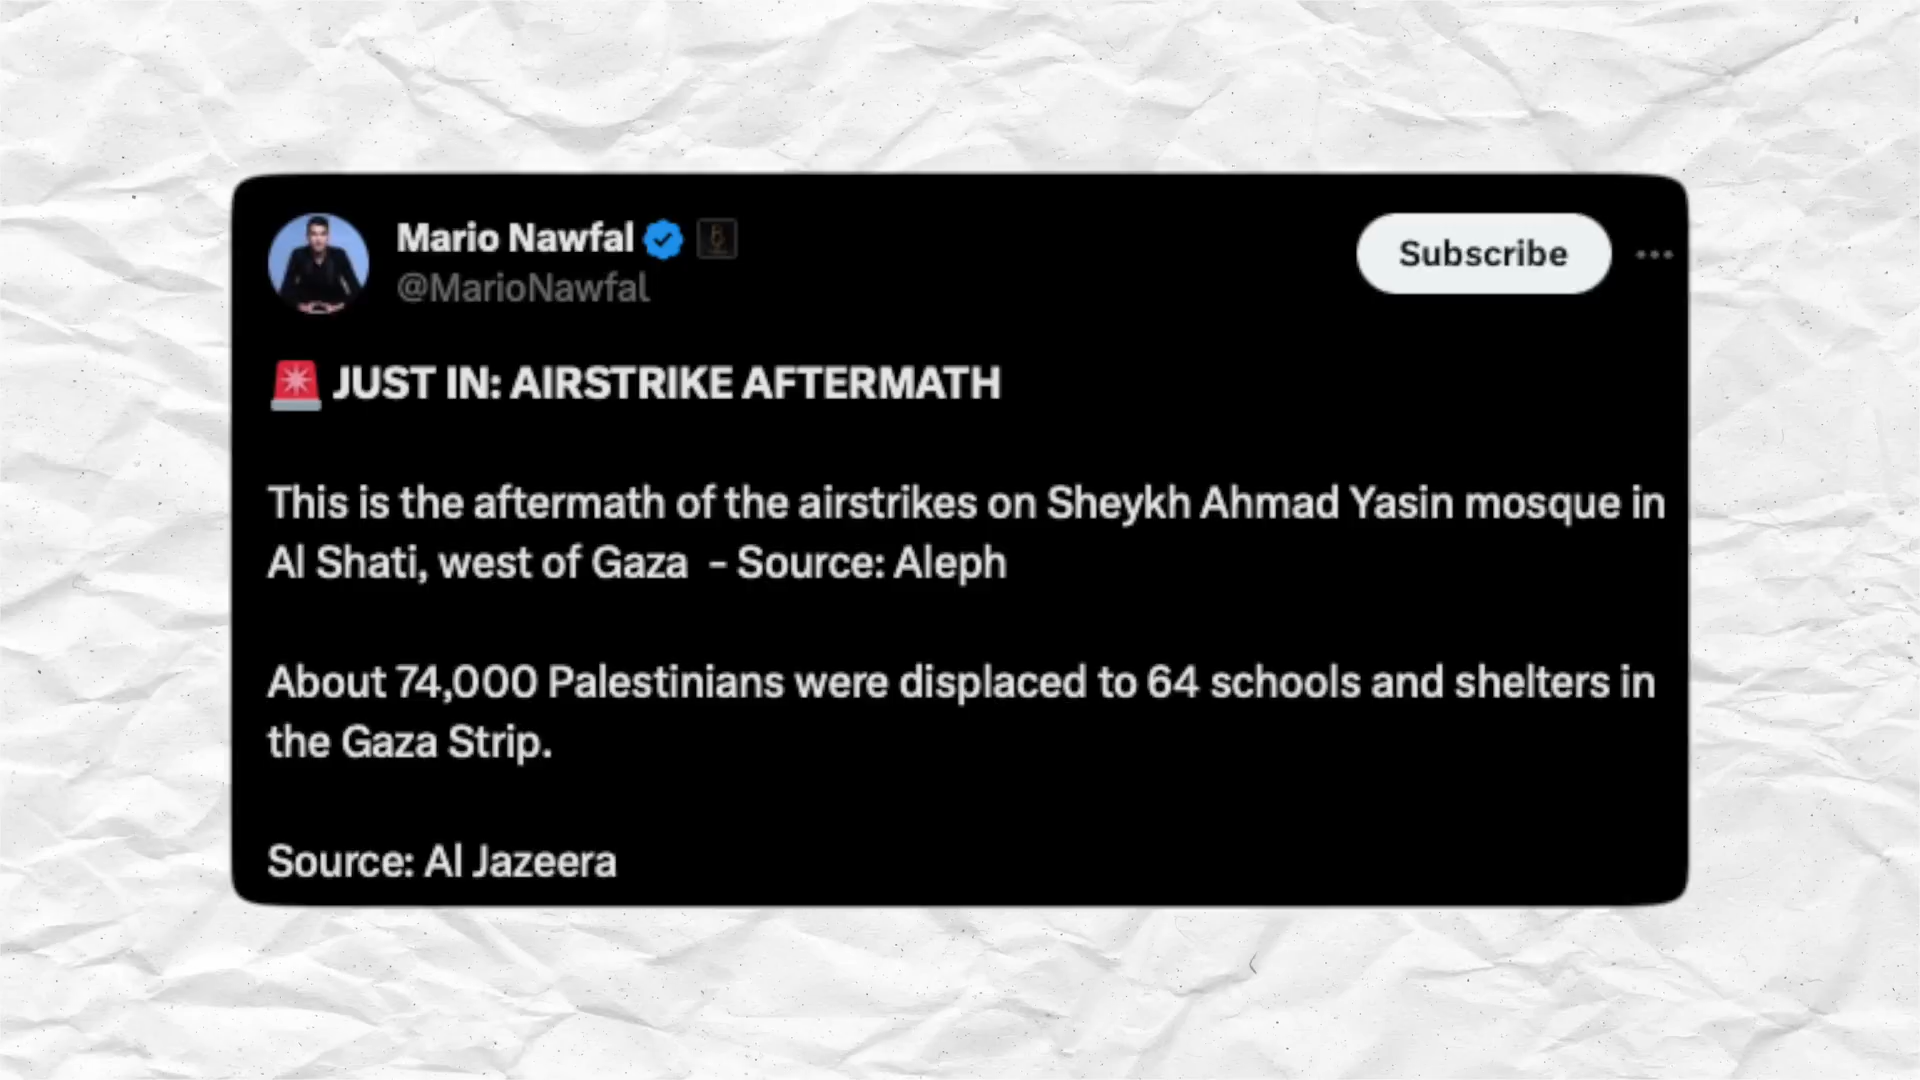 Mario Nawfal
@MarioNawfal
Subscribe
🚨 JUST IN: AIRSTRIKE AFTERMATH
This is the aftermath of the airstrikes on Sheykh Ahmad Yasin mosque in
Al Shati, west of Gaza  – Source: Aleph
About 74,000 Palestinians were displaced to 64 schools and shelters in
the Gaza Strip.
Source: Al Jazeera